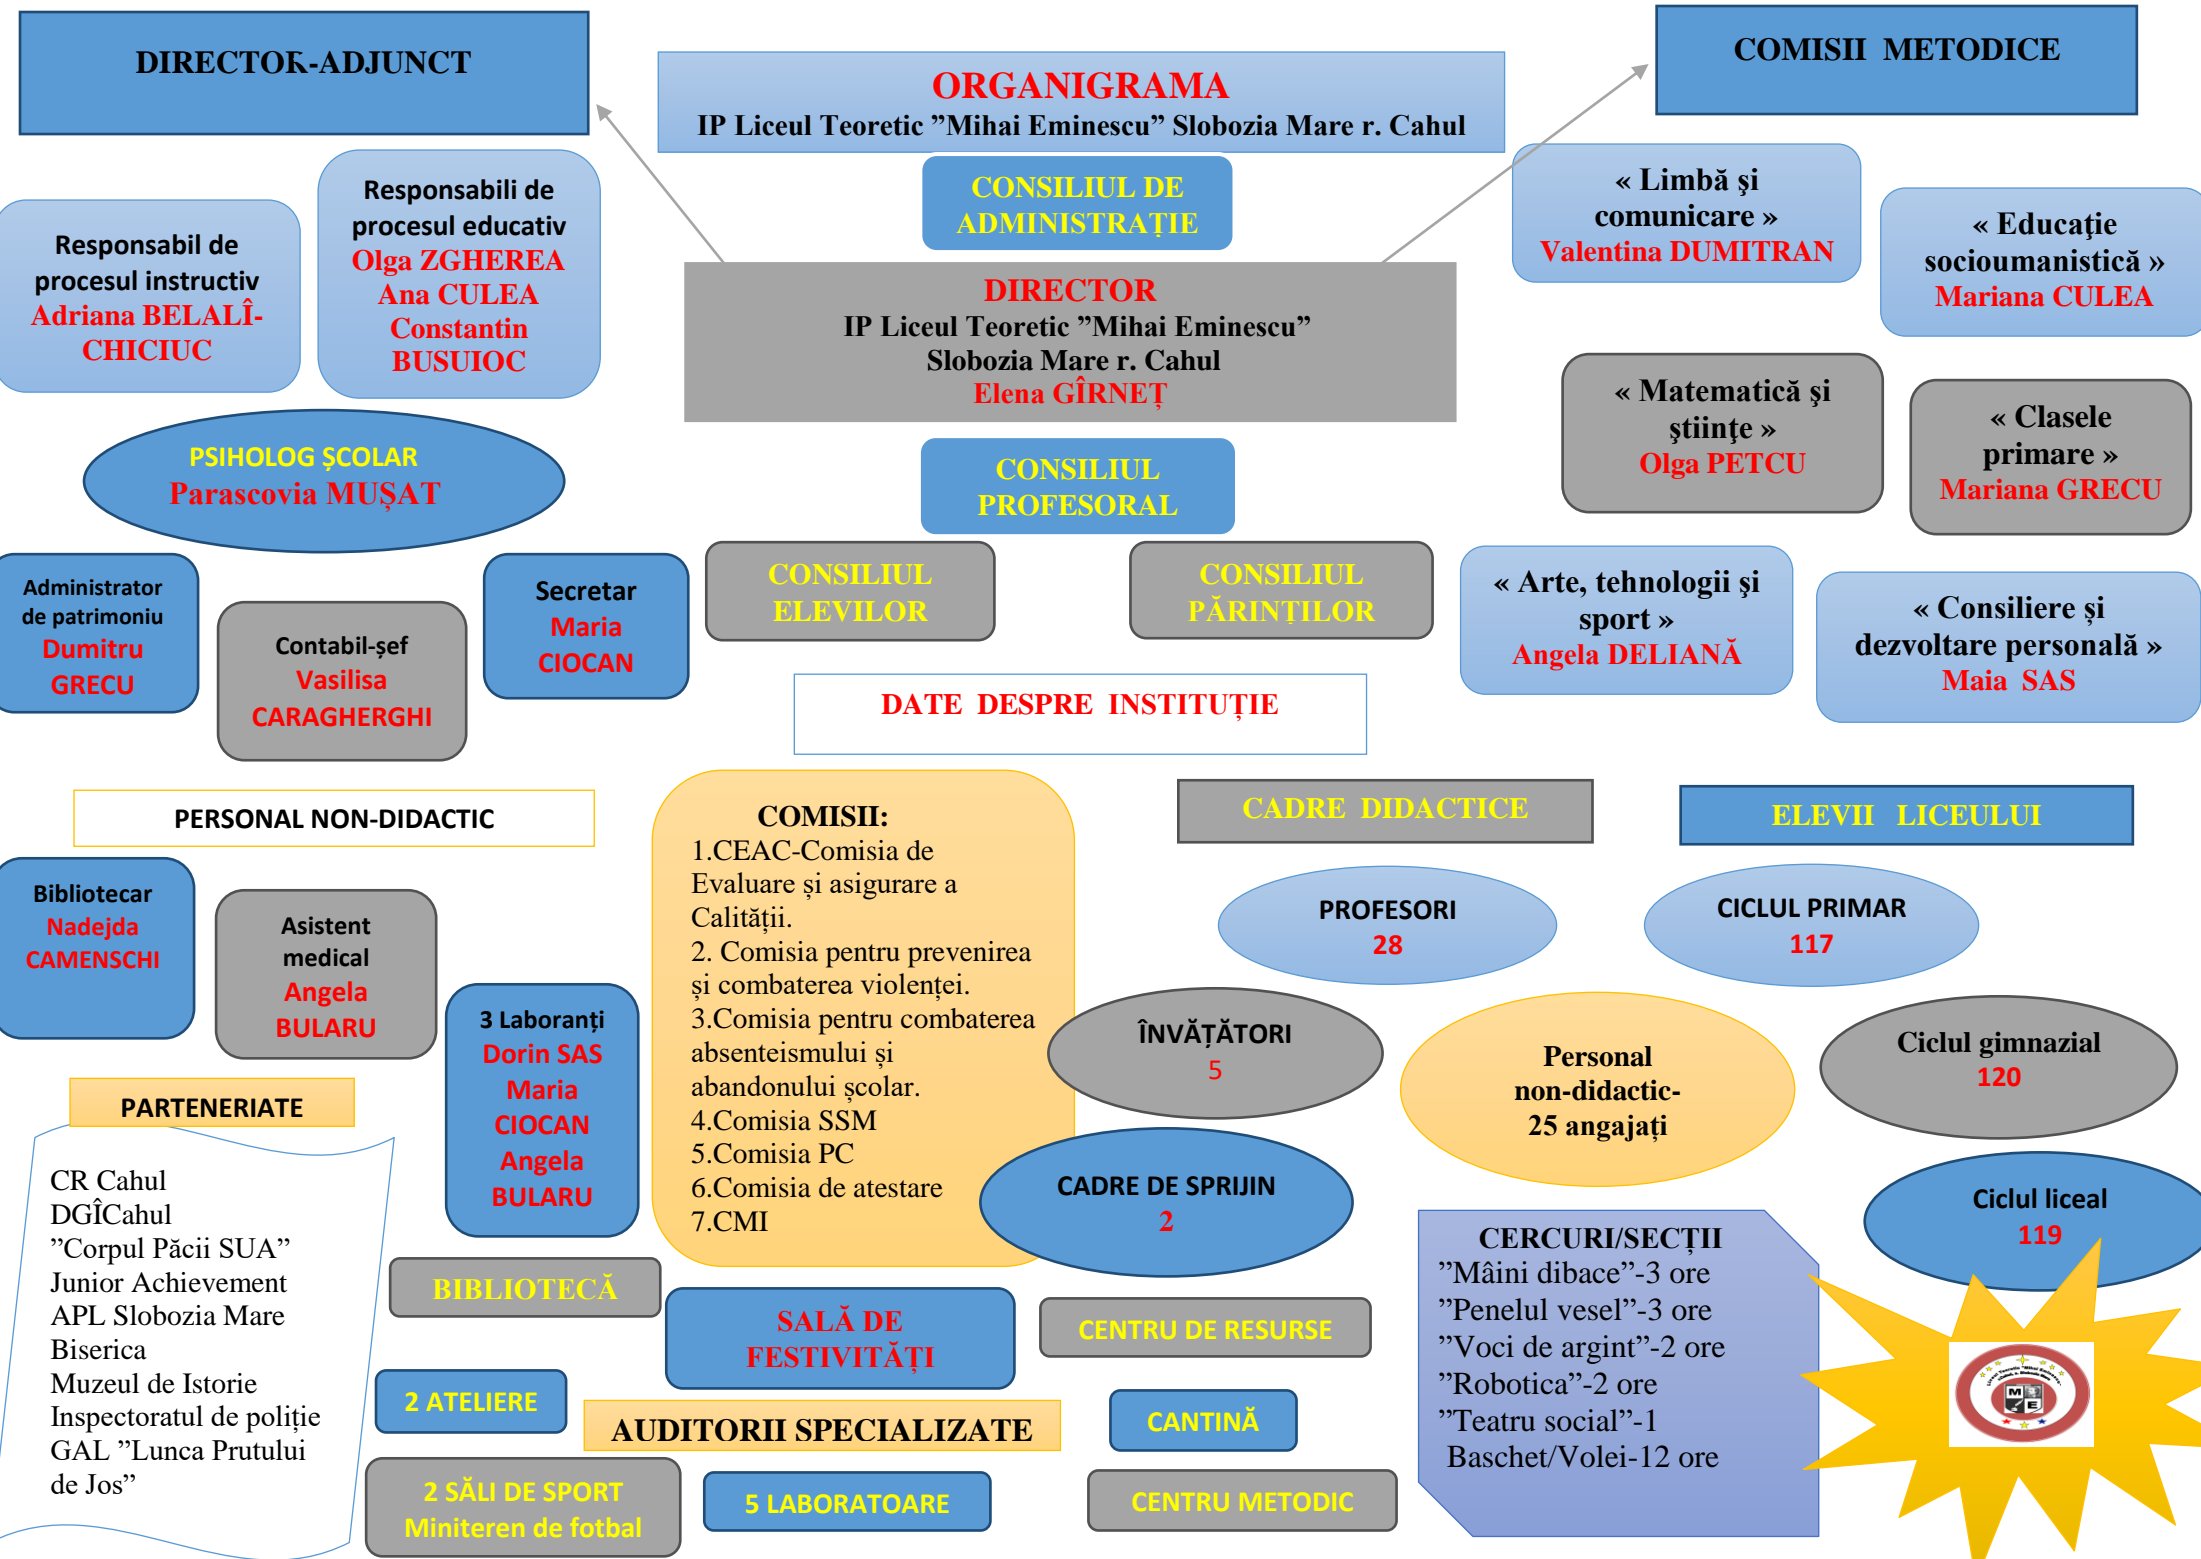 DIRECTOR-ADJUNCT
ORGANIGRAMA
IP Liceul Teoretic ”Mihai Eminescu” Slobozia Mare r. Cahul
COMISII METODICE
Responsabil de
procesul instructiv
Adriana BELALÎ-
CHICIUC
Responsabili de
procesul educativ
Olga ZGHEREA
Ana CULEA
Constantin
BUSUIOC
CONSILIUL DE
ADMINISTRAȚIE
DIRECTOR
IP Liceul Teoretic ”Mihai Eminescu”
Slobozia Mare r. Cahul
Elena GÎRNEȚ
« Limbă şi
comunicare »
Valentina DUMITRAN
« Educaţie
socioumanistică »
Mariana CULEA
« Matematică şi
ştiinţe »
Olga PETCU
« Clasele
primare »
Mariana GRECU
PSIHOLOG ȘCOLAR
Parascovia MUȘAT
CONSILIUL
PROFESORAL
Administrator
de patrimoniu
Dumitru
GRECU
Contabil-șef
Vasilisa
CARAGHERGHI
Secretar
Maria
CIOCAN
CONSILIUL
ELEVILOR
CONSILIUL
PĂRINȚILOR
« Arte, tehnologii şi
sport »
Angela DELIANĂ
« Consiliere și
dezvoltare personală »
Maia SAS
DATE DESPRE INSTITUȚIE
PERSONAL NON-DIDACTIC
Bibliotecar
Nadejda
CAMENSCHI
Asistent
medical
Angela
BULARU
3 Laboranți
Dorin SAS
Maria
CIOCAN
Angela
BULARU
COMISII:
1.CEAC-Comisia de
Evaluare și asigurare a
Calității.
2. Comisia pentru prevenirea
și combaterea violenței.
3.Comisia pentru combaterea
absenteismului și
abandonului școlar.
4.Comisia SSM
5.Comisia PC
6.Comisia de atestare
7.CMI
CADRE DIDACTICE
PROFESORI
28
ÎNVĂȚĂTORI
5
CADRE DE SPRIJIN
2
ELEVII LICEULUI
CICLUL PRIMAR
117
Personal
non-didactic-
25 angajați
Ciclul gimnazial
120
Ciclul liceal
119
PARTENERIATE
CR Cahul
DGÎCahul
”Corpul Păcii SUA”
Junior Achievement
APL Slobozia Mare
Biserica
Muzeul de Istorie
Inspectoratul de poliție
GAL ”Lunca Prutului
de Jos”
BIBLIOTECĂ
SALĂ DE
FESTIVITĂȚI
CENTRU DE RESURSE
2 ATELIERE
AUDITORII SPECIALIZATE
CANTINĂ
2 SĂLI DE SPORT
Miniteren de fotbal
5 LABORATOARE
CENTRU METODIC
CERCURI/SECȚII
”Mâini dibace”-3 ore
”Penelul vesel”-3 ore
”Voci de argint”-2 ore
”Robotica”-2 ore
”Teatru social”-1
Baschet/Volei-12 ore
M
E